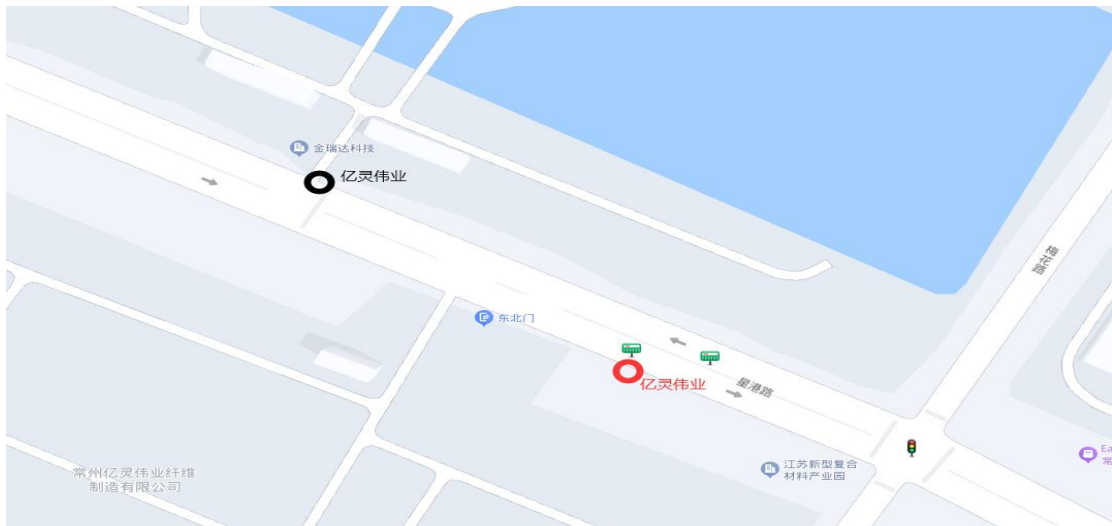 金瑞达科技
亿灵伟业
梅花路
东北门
亿灵伟业
星港路
Ea
常
江苏新型复合
材料产业园
常州亿灵伟业纤维
制造有限公司